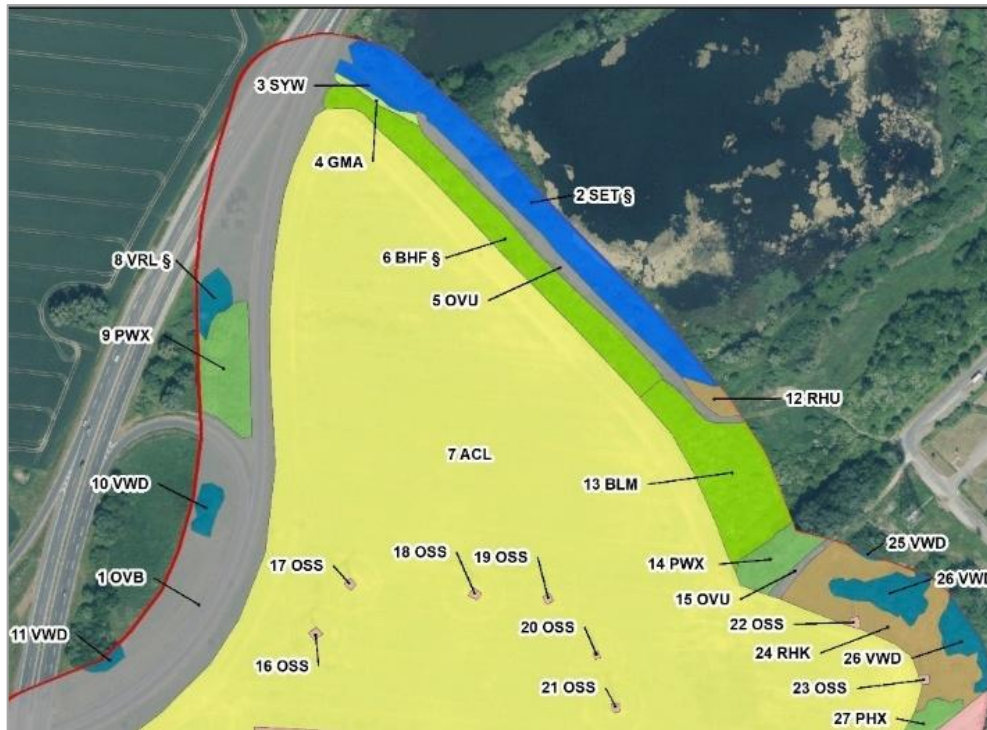 3 SYW
4 GMA
2 SET §
6 BHF §
8 VRL §
5 OVU
9 PWX
12 RHU
7 ACL
13 BLM
10 VWD
25 VWD
14 PWX
17 OSS
18 OSS
19 OSS
26 VWD
1 OVB
15 OVU
22 OSS
20 OSS
11 VWD
24 RHK
26 VWD
16 OSS
23 OSS
21 OSS
27 PHX